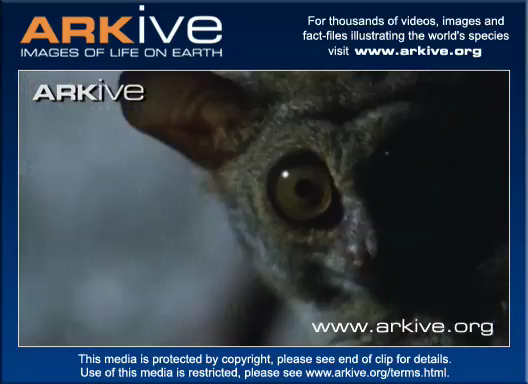 ARKive
IMAGES OF LIFE ON EARTH
For thousands of videos, images and
fact-files illustrating the world's species
visit www.arkive.org
ARKive
www.arkive.org
This media is protected by copyright, please see end of clip for details.
Use of this media is restricted, please see www.arkive.org/terms.html.